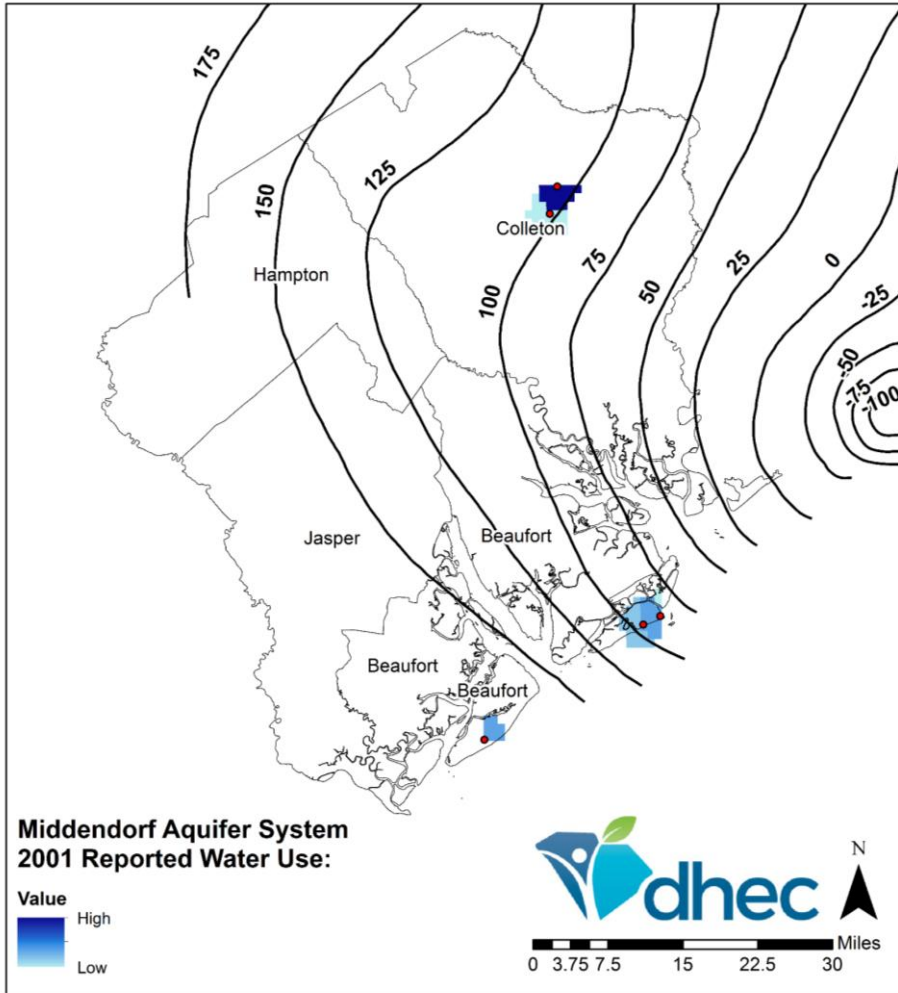 175
150
125
100
75
50
25
0
-25
-50
-75
-100
Colleton
Hampton
Jasper
Beaufort
Beaufort
Beaufort
Middendorf Aquifer System
2001 Reported Water Use:
Value
High
Low
dhec
N
Miles
0 3.75 7.5 15 22.5 30